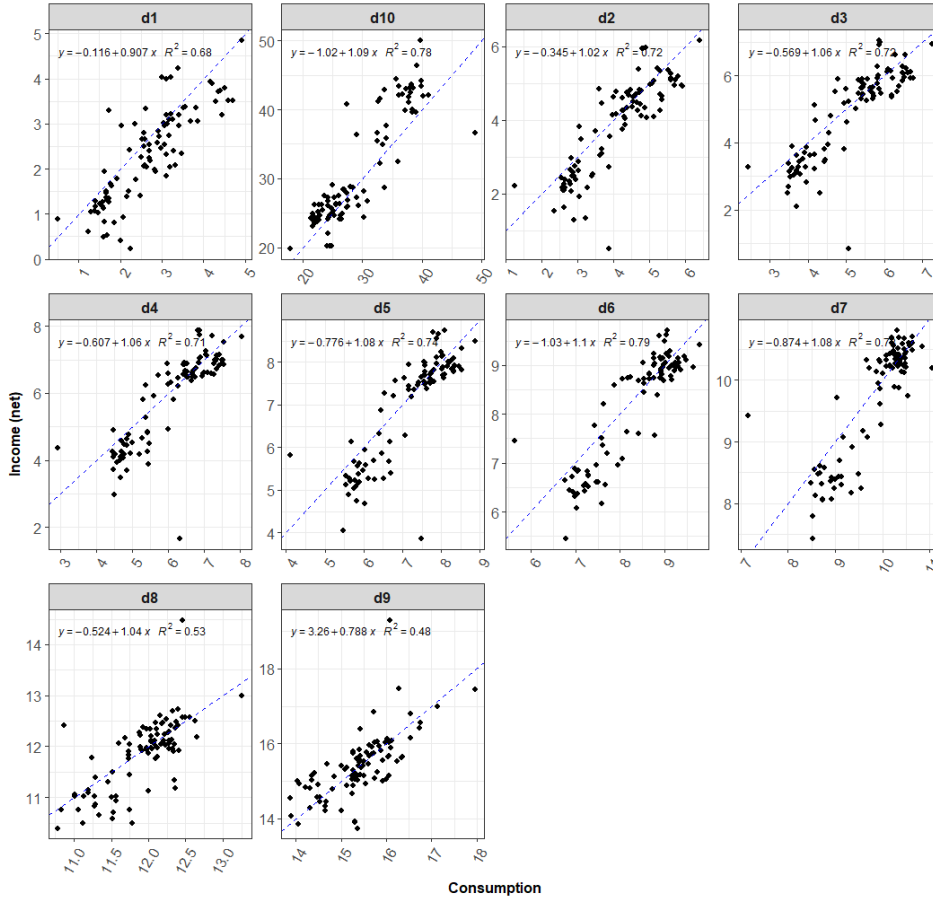 d1 d10 d2 d3
y = −0.116 + 0.907 x R² = 0.68
y = −1.02 + 1.09 x R² = 0.78
y = −0.345 + 1.02 x R² = 0.72
y = −0.569 + 1.06 x R² = 0.72
5
4
3
2
1
0
50
40
30
20
6
4
2
6
4
2
1 2 3 4 5
20 30 40 50
1 2 3 4 5 6
3 4 5 6 7
d4 d5 d6 d7
y = −0.607 + 1.06 x R² = 0.71
y = −0.776 + 1.08 x R² = 0.74
y = −1.03 + 1.1 x R² = 0.79
y = −0.874 + 1.08 x R²
8
6
4
2
8
7
6
5
4
9
8
7
6
10
9
8
3 4 5 6 7 8
4 5 6 7 8 9
6 7 8 9
7 8 9 10 11
Income (net)
d8 d9
y = −0.524 + 1.04 x R² = 0.53
y = 3.26 + 0.788 x R² = 0.48
14
13
12
11
19
18
17
16
15
14
11.0 11.5 12.0 12.5 13.0
14 15 16 17 18
Consumption